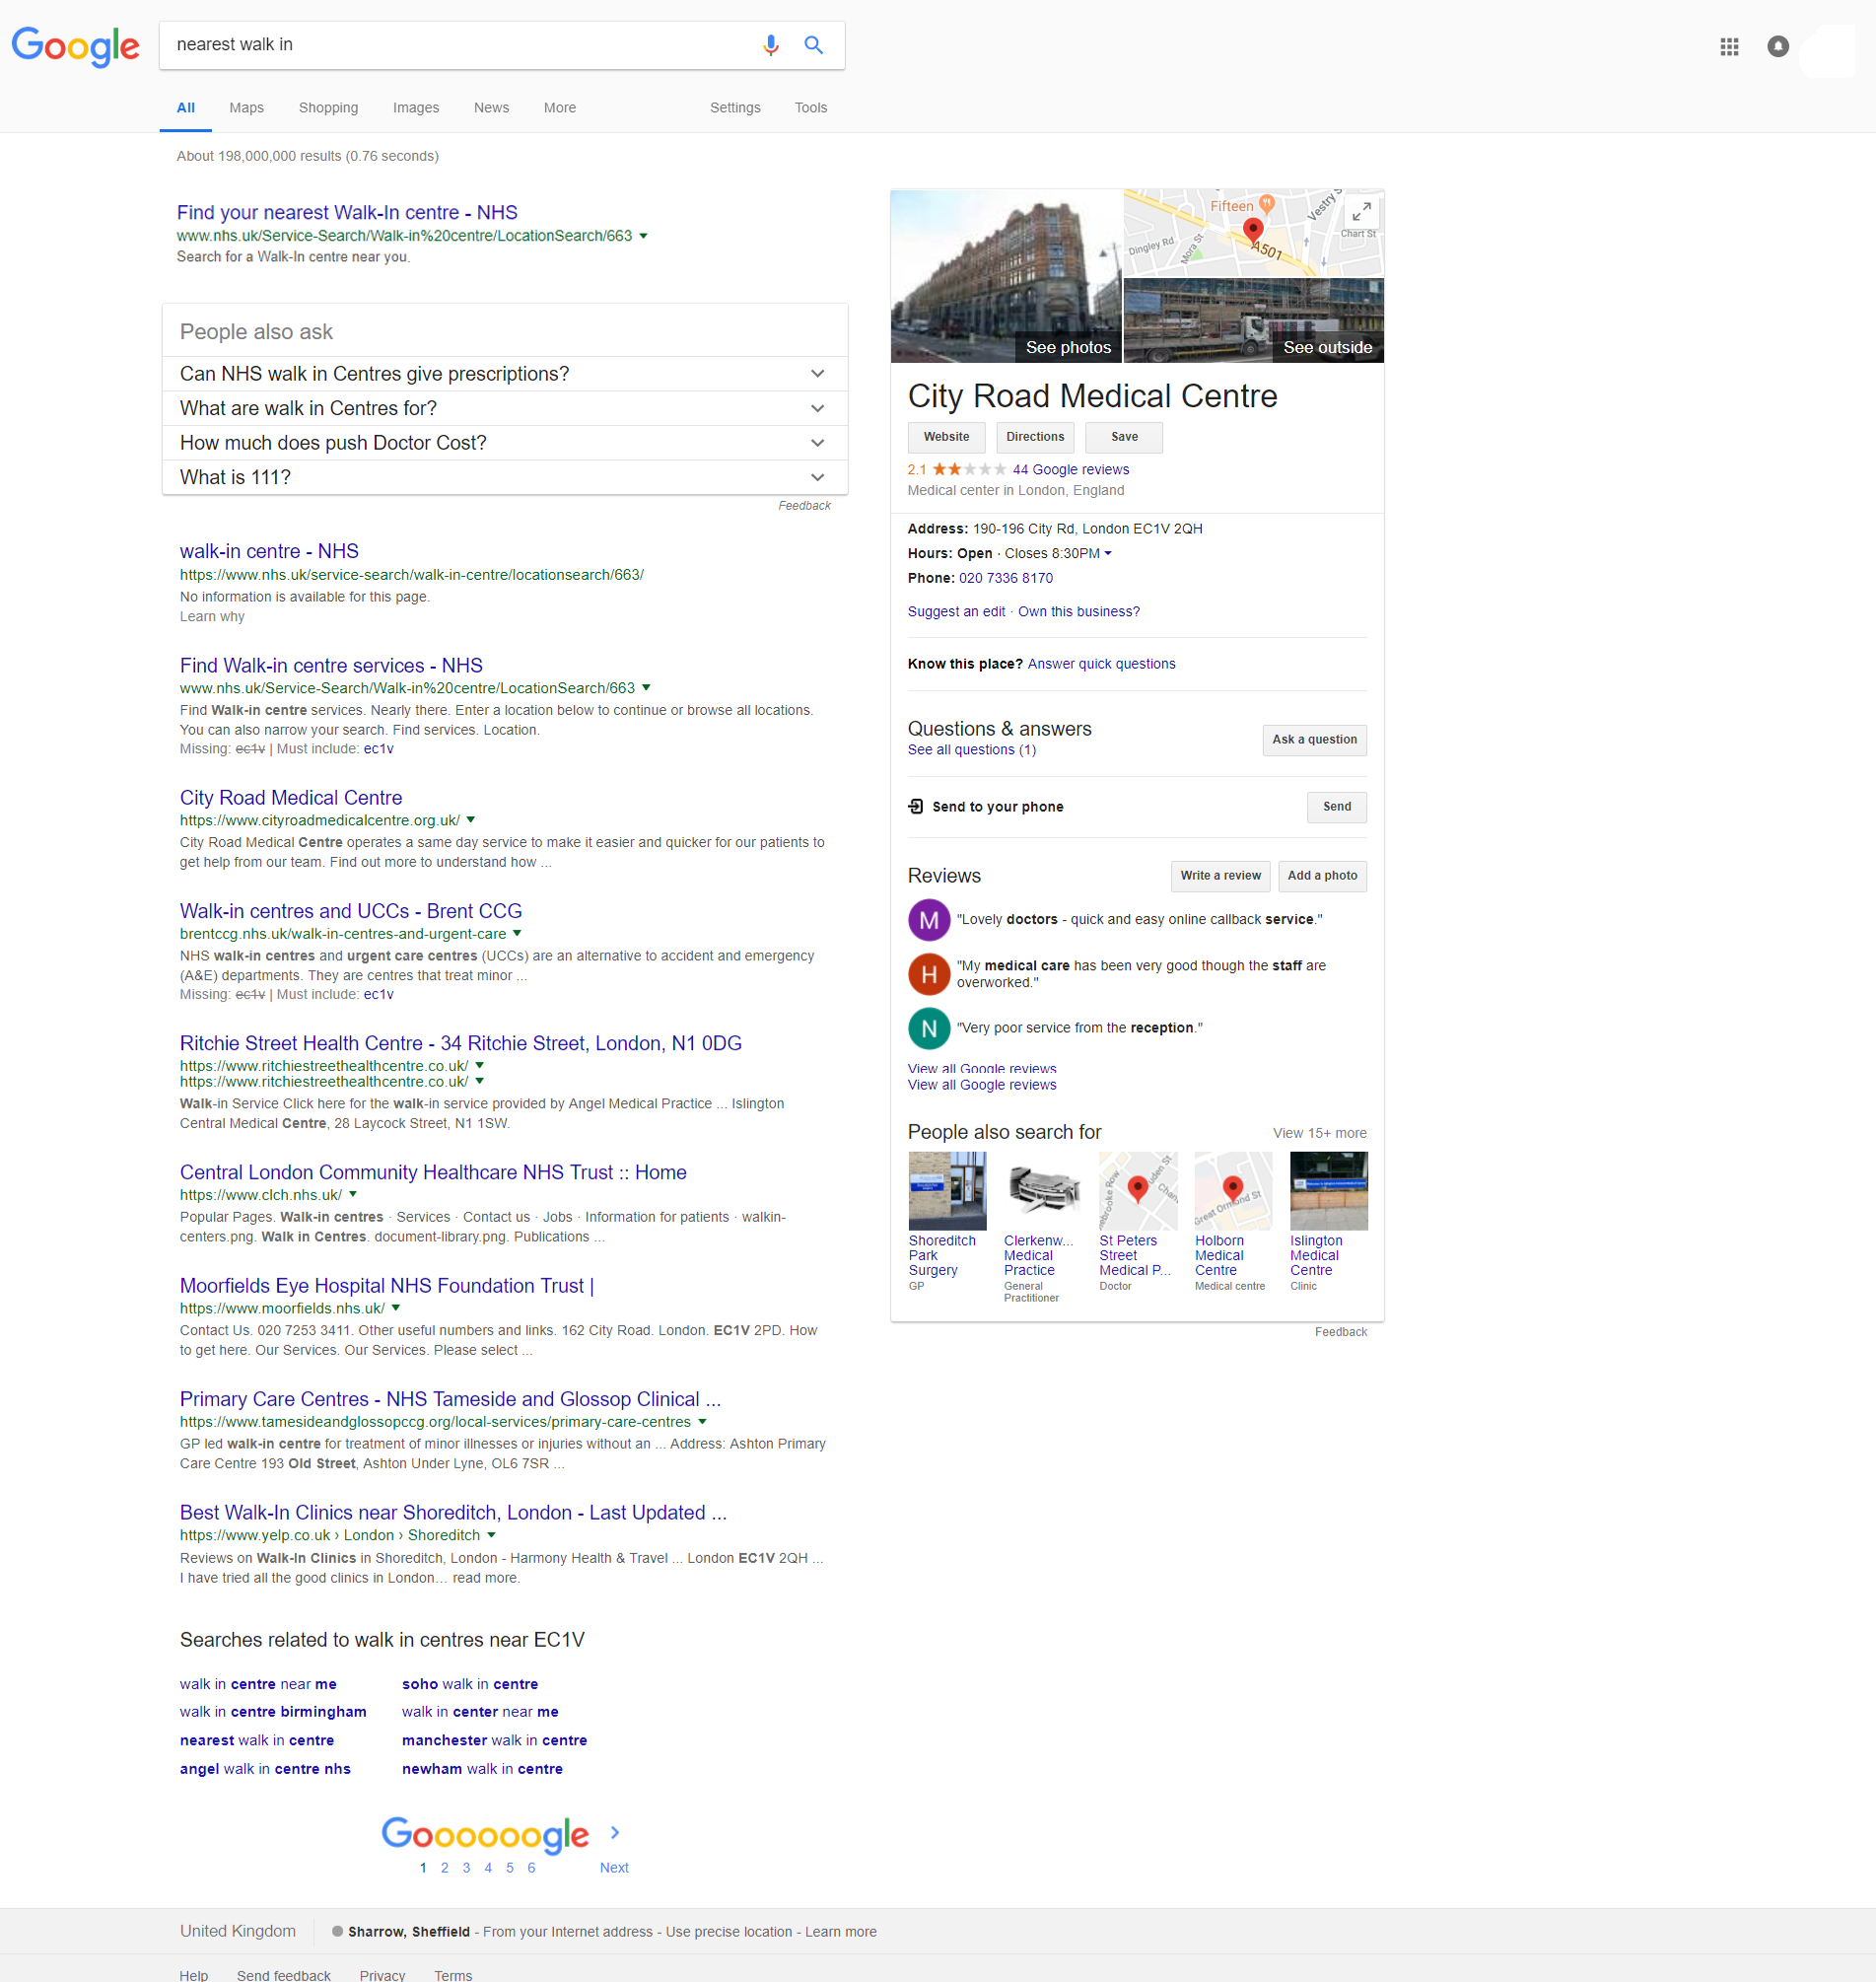 Google
nearest walk in
All Maps Shopping Images News More Settings Tools
About 198,000,000 results (0.76 seconds)
Find your nearest Walk-In centre - NHS
www.nhs.uk/Service-Search/Walk-in%20centre/LocationSearch/663
Search for a Walk-In centre near you.
People also ask
Can NHS walk in Centres give prescriptions?
What are walk in Centres for?
How much does push Doctor Cost?
What is 111?
Feedback
walk-in centre - NHS
https://www.nhs.uk/service-search/walk-in-centre/locationsearch/663/
No information is available for this page.
Learn why
Find Walk-in centre services - NHS
www.nhs.uk/Service-Search/Walk-in%20centre/LocationSearch/663
Find Walk-in centre services. Nearly there. Enter a location below to continue or browse all locations.
You can also narrow your search. Find services. Location.
Missing: ec1v | Must include: ec1v
City Road Medical Centre
https://www.cityroadmedicalcentre.org.uk/
City Road Medical Centre operates a same day service to make it easier and quicker for our patients to
get help from our team. Find out more to understand how ...
Walk-in centres and UCCs - Brent CCG
brentccg.nhs.uk/walk-in-centres-and-urgent-care
NHS walk-in centres and urgent care centres (UCCs) are an alternative to accident and emergency
(A&E) departments. They are centres that treat minor ...
Missing: ec1v | Must include: ec1v
Ritchie Street Health Centre - 34 Ritchie Street, London, N1 0DG
https://www.ritchiestreethealthcentre.co.uk/
https://www.ritchiestreethealthcentre.co.uk/
Walk-in Service Click here for the walk-in service provided by Angel Medical Practice ... Islington
Central Medical Centre, 28 Laycock Street, N1 1SW.
Central London Community Healthcare NHS Trust :: Home
https://www.clch.nhs.uk/
Popular Pages. Walk-in centres · Services · Contact us · Jobs · Information for patients · walkin-
centers.png. Walk in Centres. document-library.png. Publications ...
Moorfields Eye Hospital NHS Foundation Trust |
https://www.moorfields.nhs.uk/
Contact Us. 020 7253 3411. Other useful numbers and links. 162 City Road. London. EC1V 2PD. How
to get here. Our Services. Our Services. Please select ...
Primary Care Centres - NHS Tameside and Glossop Clinical ...
https://www.tamesideandglossopccg.org/local-services/primary-care-centres
GP led walk-in centre for treatment of minor illnesses or injuries without an ... Address: Ashton Primary
Care Centre 193 Old Street, Ashton Under Lyne, OL6 7SR ...
Best Walk-In Clinics near Shoreditch, London - Last Updated ...
https://www.yelp.co.uk › London › Shoreditch
Reviews on Walk-In Clinics in Shoreditch, London - Harmony Health & Travel ... London EC1V 2QH ...
I have tried all the good clinics in London… read more.
Searches related to walk in centres near EC1V
walk in centre near me
walk in centre birmingham
nearest walk in centre
angel walk in centre nhs
soho walk in centre
walk in center near me
manchester walk in centre
newham walk in centre
Goooooogle
1 2 3 4 5 6 Next
Fifteen
Vestry S
Chart St
Dingley Rd
Mora St
A501
See photos
See outside
City Road Medical Centre
Website Directions Save
2.1 44 Google reviews
Medical center in London, England
Address: 190-196 City Rd, London EC1V 2QH
Hours: Open · Closes 8:30PM
Phone: 020 7336 8170
Suggest an edit · Own this business?
Know this place? Answer quick questions
Questions & answers
See all questions (1)
Ask a question
Send to your phone
Send
Reviews
Write a review Add a photo
M "Lovely doctors - quick and easy online callback service."
H "My medical care has been very good though the staff are
overworked."
N "Very poor service from the reception."
View all Google reviews
View all Google reviews
People also search for
View 15+ more
ebrooke Row
uden St
Chan
Great Ormond St
Shoreditch
Park
Surgery
GP
Clerkenw...
Medical
Practice
General
Practitioner
St Peters
Street
Medical P...
Doctor
Holborn
Medical
Centre
Medical centre
Islington
Medical
Centre
Clinic
Feedback
United Kingdom
Sharrow, Sheffield - From your Internet address - Use precise location - Learn more
Help Send feedback Privacy Terms